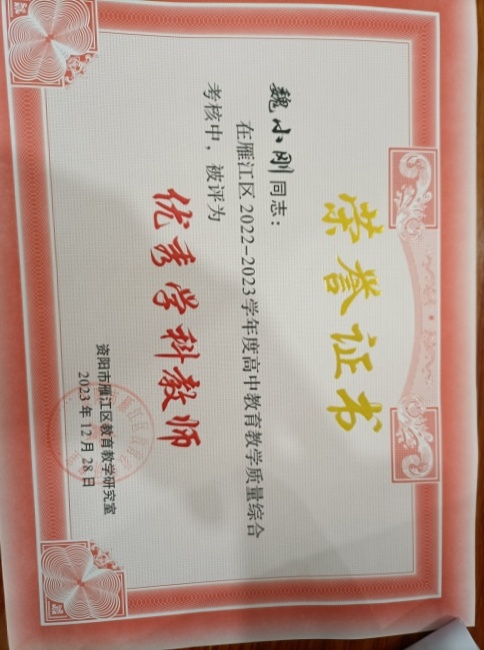 荣誉证书
魏小刚同志：
在雁江区2022-2023学年度高中教育教学质量综合
考核中，被评为
优秀学科教师
资阳市雁江区教育教学研究室
2023年12月28日